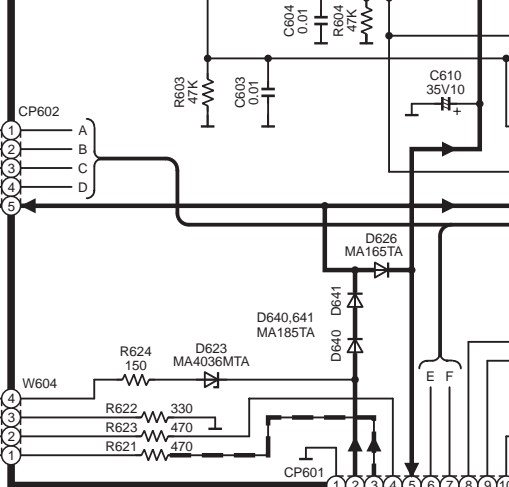 C604
0.01
R604
47K
C610
35V10
+
R603
47K
C603
0.01
CP602
1 A
2 B
3 C
4 D
5
D626
MA165TA
D641
D640,641
MA185TA
D640
R624
150
D623
MA4036MTA
E F
W604
4
3 R622 330
2 R623 470
1 R621 470
CP601
1 2 3 4 5 6 7 8 9 10